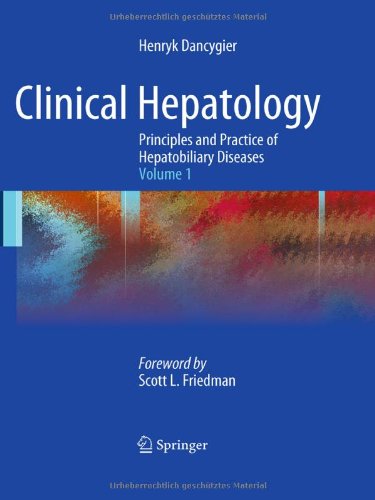 Urheberrechtlich geschütztes Material
Henryk Dancygier
Clinical Hepatology
Principles and Practice of
Hepatobiliary Diseases
Volume 1
Foreword by
Scott L. Friedman
Springer
Urheberrechtlich geschütztes Material